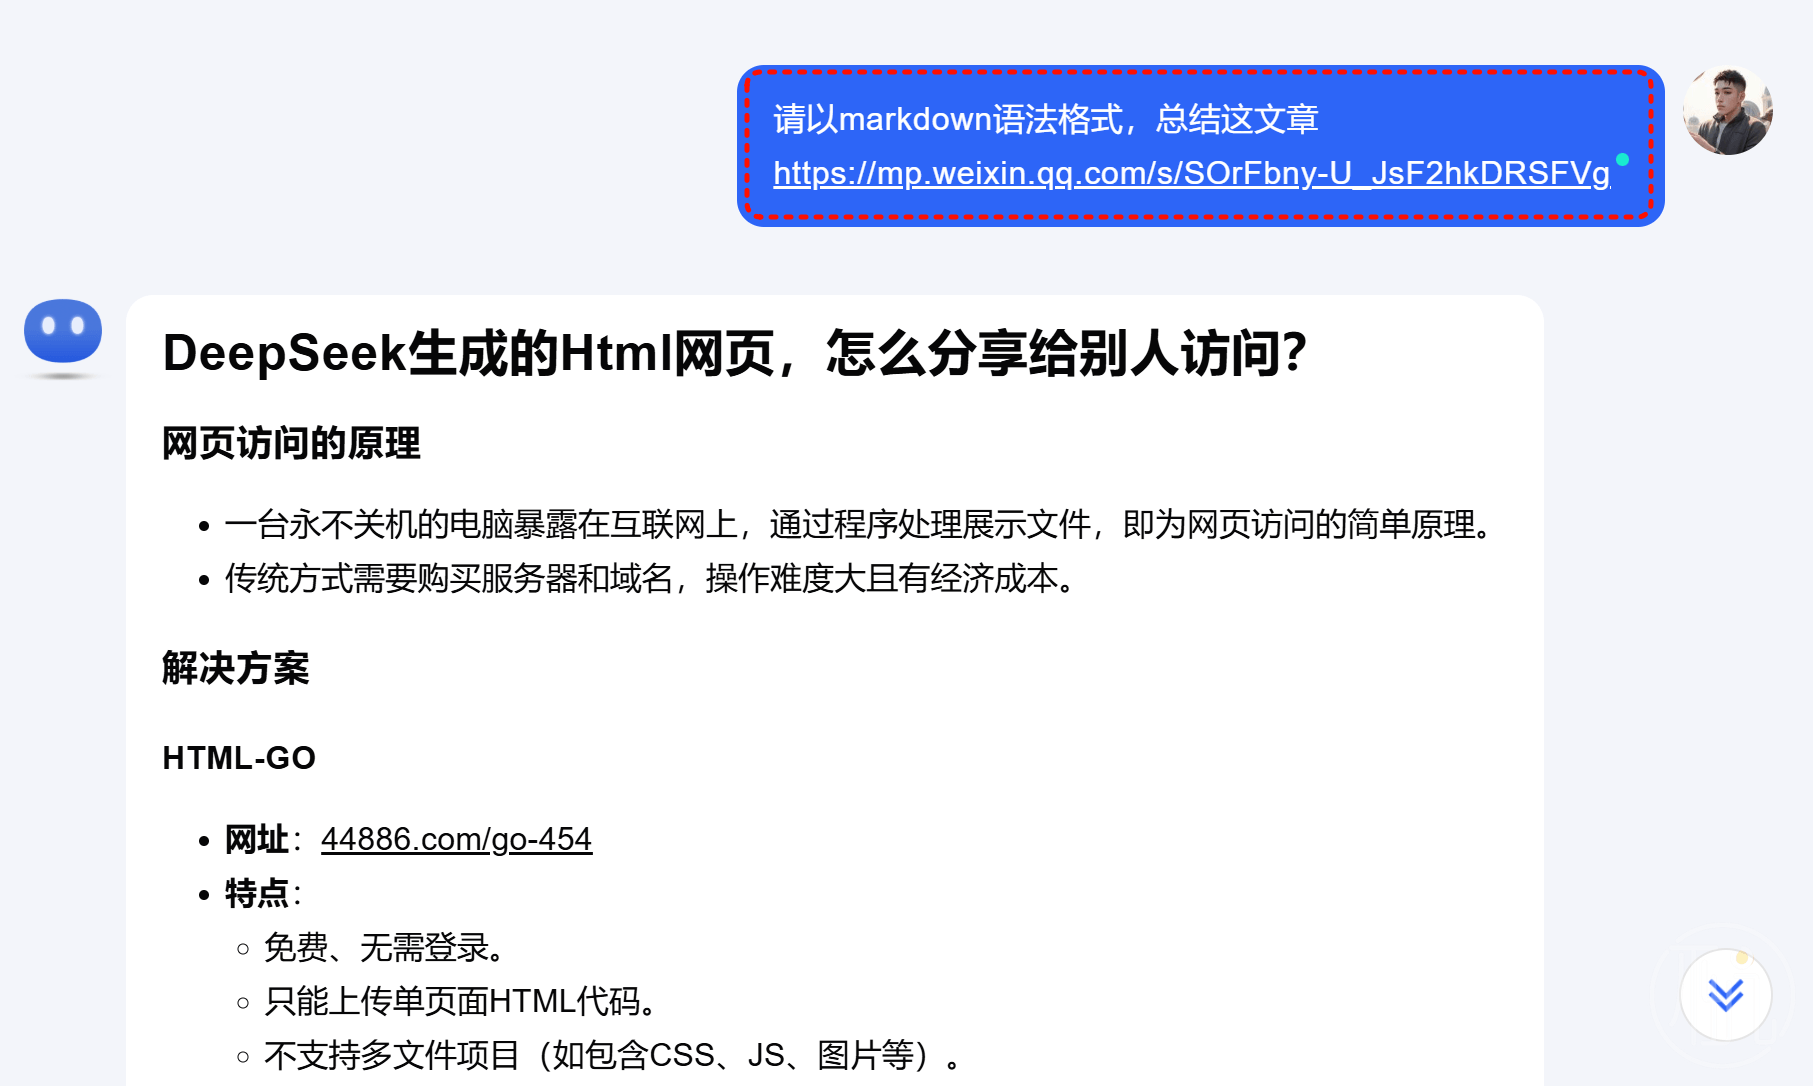 请以markdown语法格式，总结这文章
https://mp.weixin.qq.com/s/SOrFbny-U_JsF2hkDRSFVg
DeepSeek生成的Html网页，怎么分享给别人访问？
网页访问的原理
一台永不关机的电脑暴露在互联网上，通过程序处理展示文件，即为网页访问的简单原理。
传统方式需要购买服务器和域名，操作难度大且有经济成本。
解决方案
HTML-GO
网址：44886.com/go-454
特点：
免费、无需登录。
只能上传单页面HTML代码。
不支持多文件项目（如包含CSS、JS、图片等）。